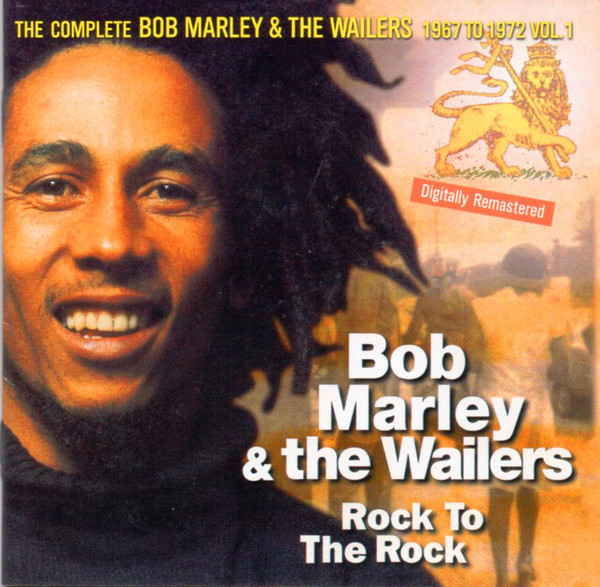 THE COMPLETE BOB MARLEY & THE WAILERS 1967 TO 1972 VOL.1
Digitally Remastered
Bob
Marley
& the Wailers
Rock To
The Rock